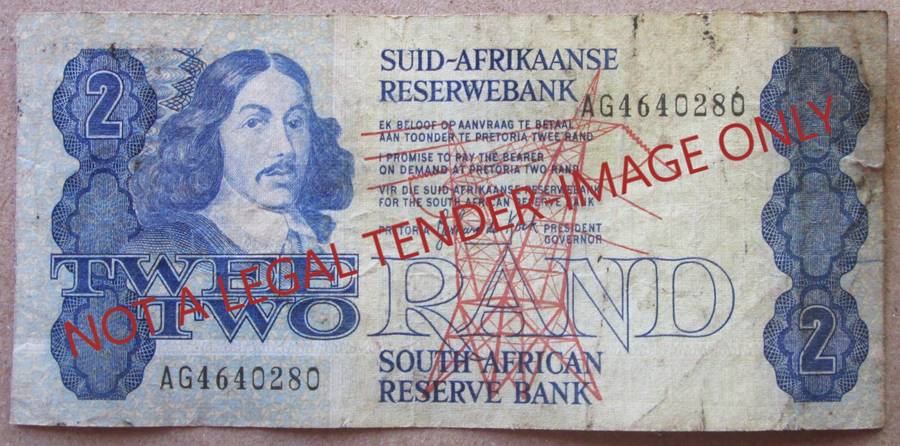 2
SUID-AFRIKAANSE
RESERWEBANK
AG4640280
EK BELOOF OP AANVRAAG TE BETAAL
AAN TOONDER TE PRETORIA TWEE RAND
I PROMISE TO PAY THE BEARER
ON DEMAND AT PRETORIA TWO RAND
VIR DIE SUID-AFRIKAANSE RESERWEBANK
FOR THE SOUTH AFRICAN RESERVE BANK
PRETORIA
PRESIDENT
GOVERNOR
TWEE
TWO
RAND
2
AG4640280
SOUTH AFRICAN
RESERVE BANK
NOT A LEGAL TENDER IMAGE ONLY